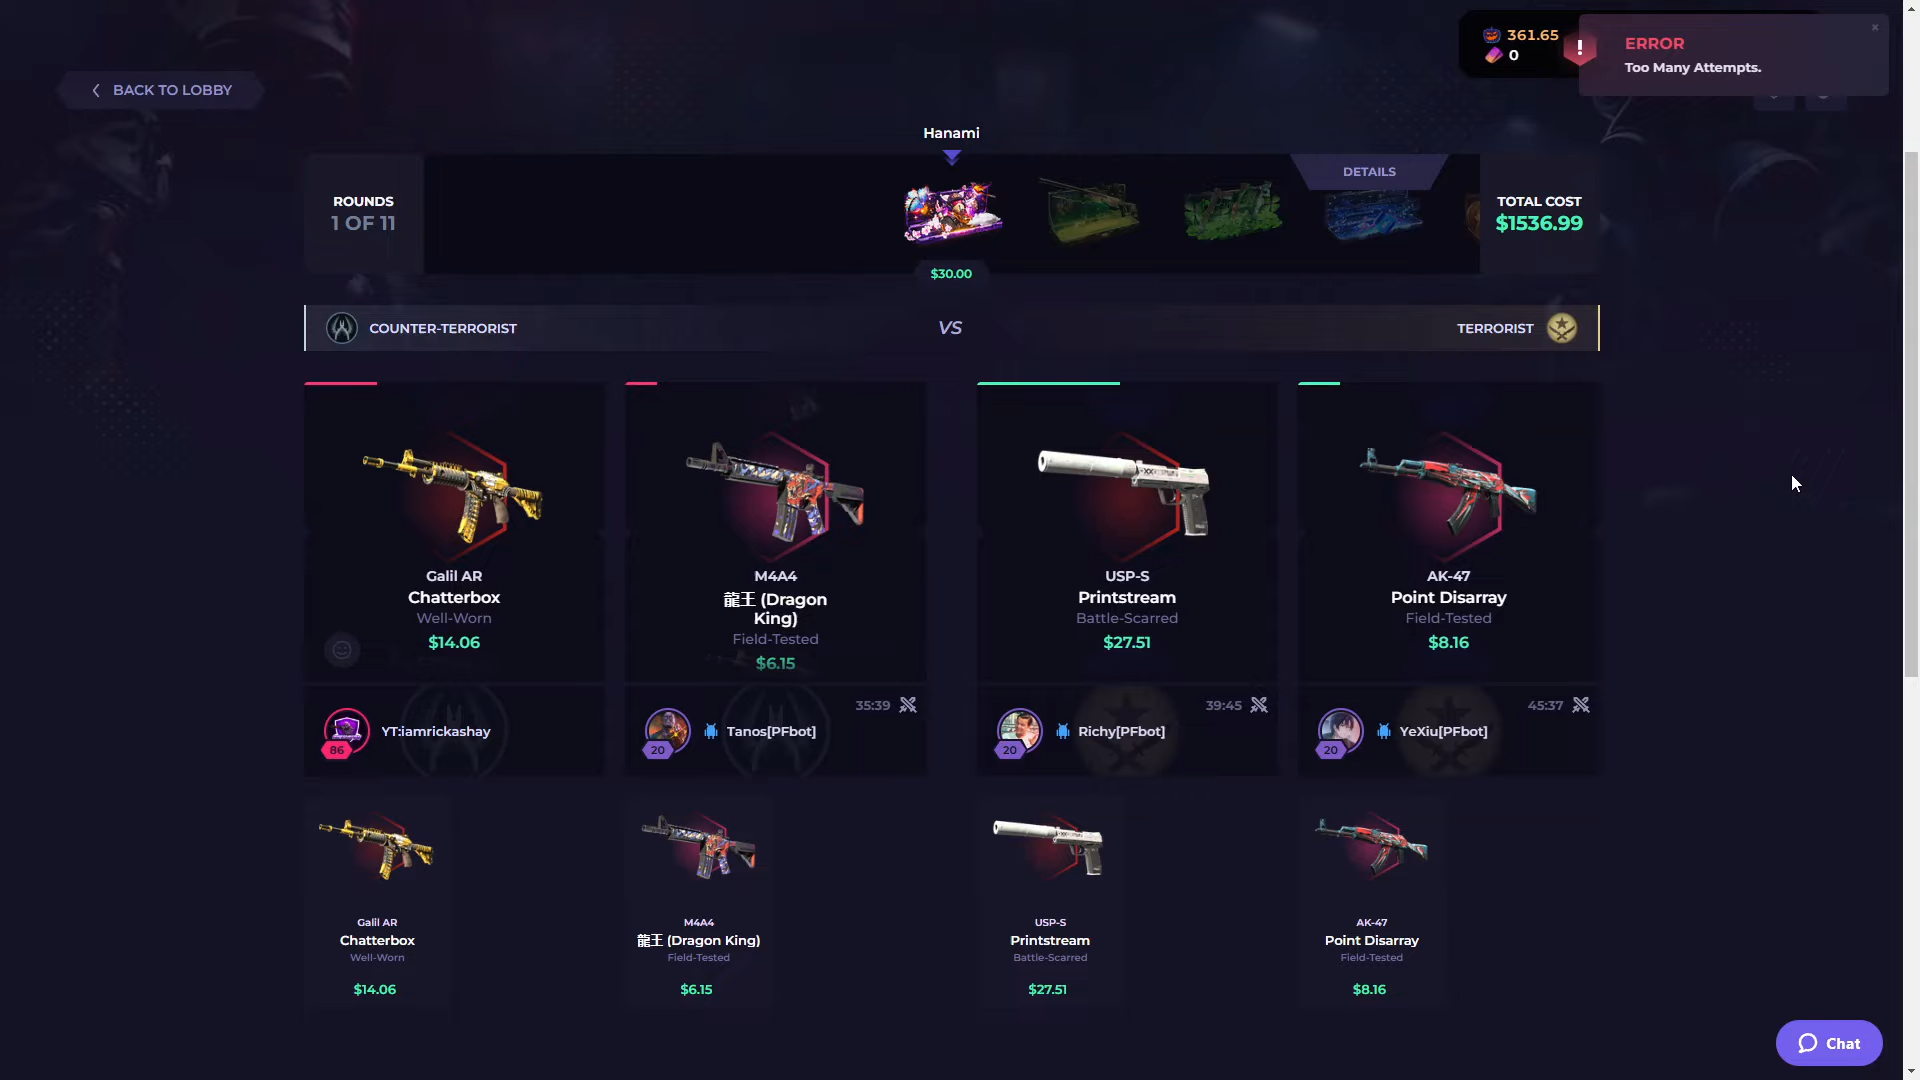 361.65
0
ERROR
Too Many Attempts.
BACK TO LOBBY
Hanami
DETAILS
ROUNDS
1 OF 11
TOTAL COST
$1536.99
$30.00
COUNTER-TERRORIST
VS
TERRORIST
Galil AR
Chatterbox
Well-Worn
$14.06
M4A4
龍王 (Dragon
King)
Field-Tested
$6.15
USP-S
Printstream
Battle-Scarred
$27.51
AK-47
Point Disarray
Field-Tested
$8.16
86
YT:iamrickashay
35:39
20
Tanos[PFbot]
39:45
20
Richy[PFbot]
45:37
20
YeXiu[PFbot]
Galil AR
Chatterbox
Well-Worn
$14.06
M4A4
龍王 (Dragon King)
Field-Tested
$6.15
USP-S
Printstream
Battle-Scarred
$27.51
AK-47
Point Disarray
Field-Tested
$8.16
Chat